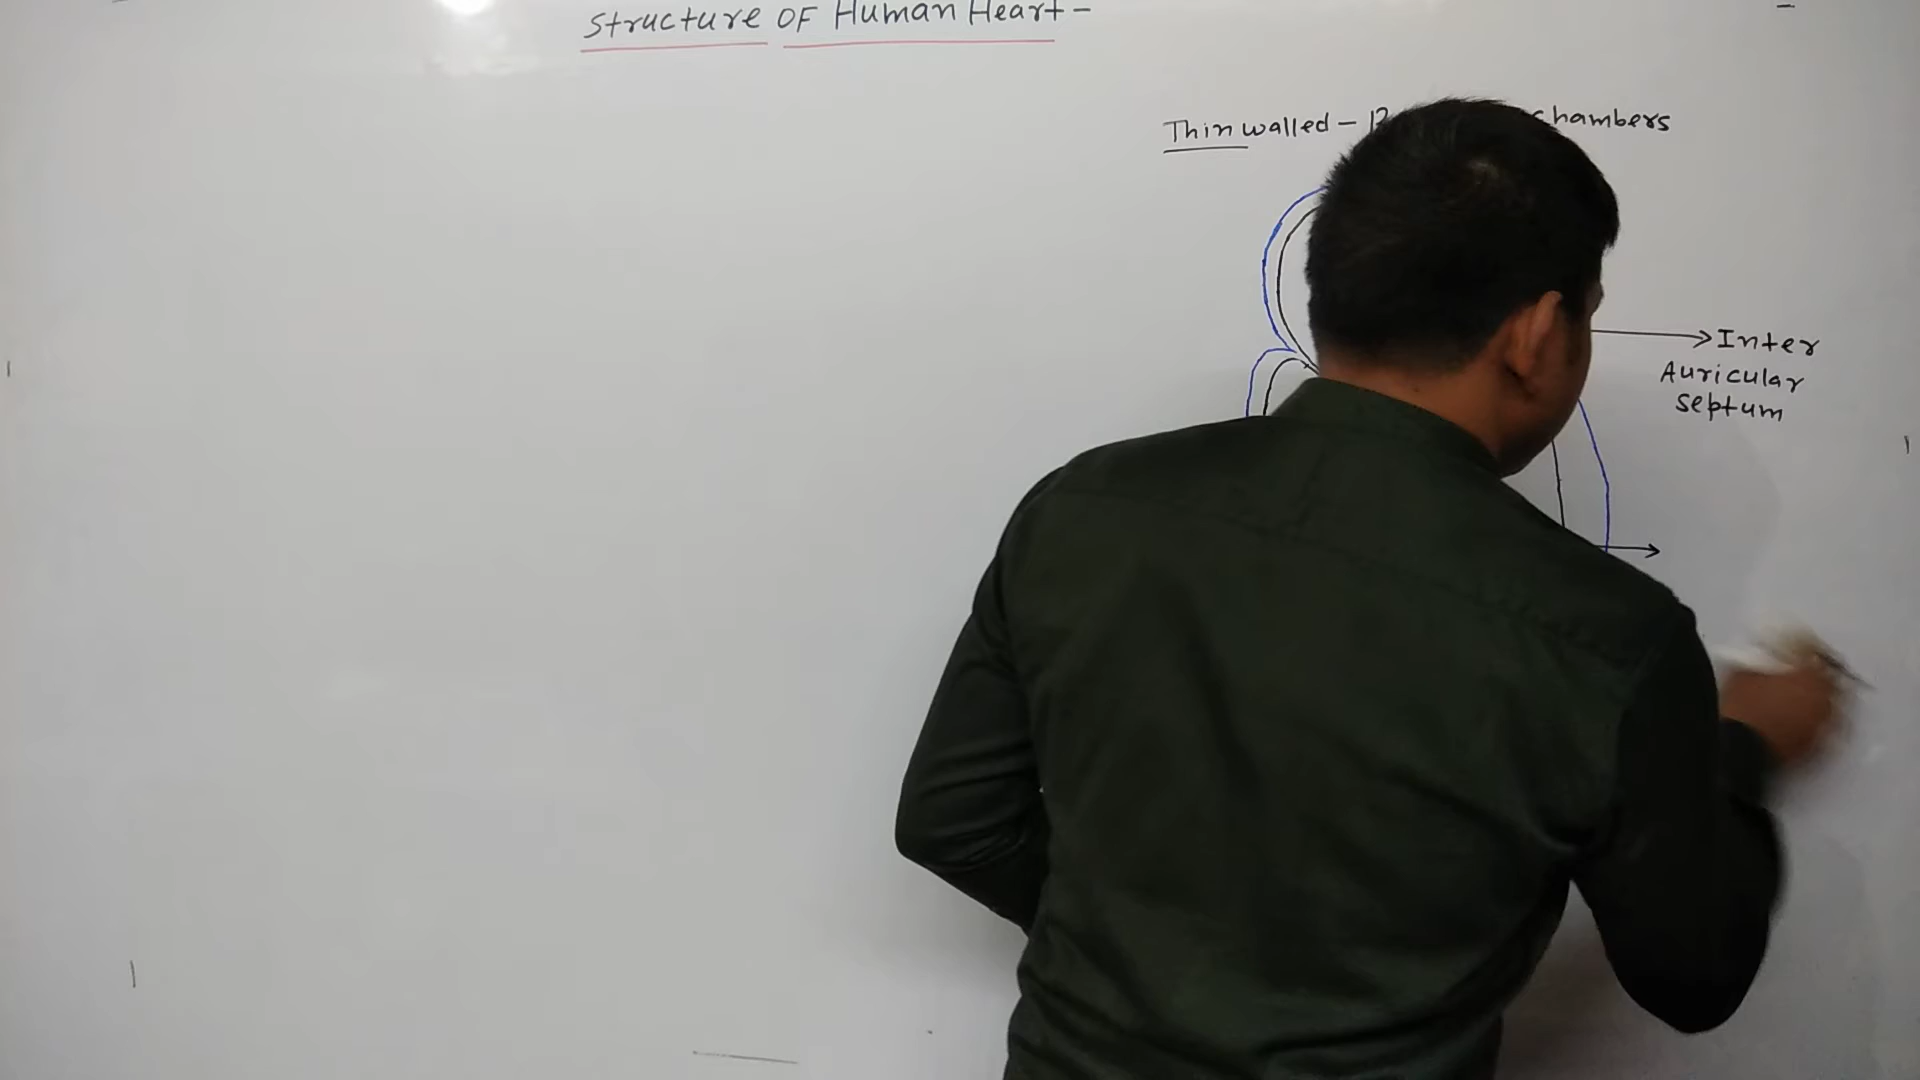 Structure OF Human Heart -
Thin walled - chambers
Inter
Auricular
septum